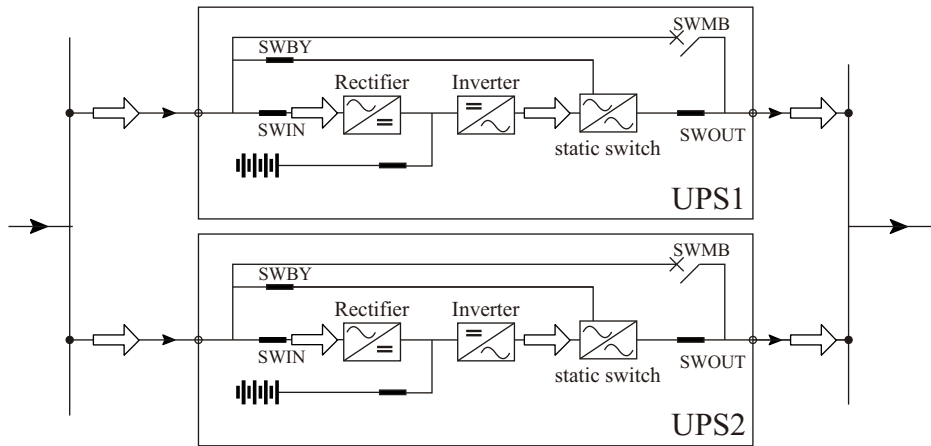 SWMB
SWBY
Rectifier
Inverter
SWIN
SWOUT
static switch
UPS1
SWMB
SWBY
Rectifier
Inverter
SWIN
SWOUT
static switch
UPS2